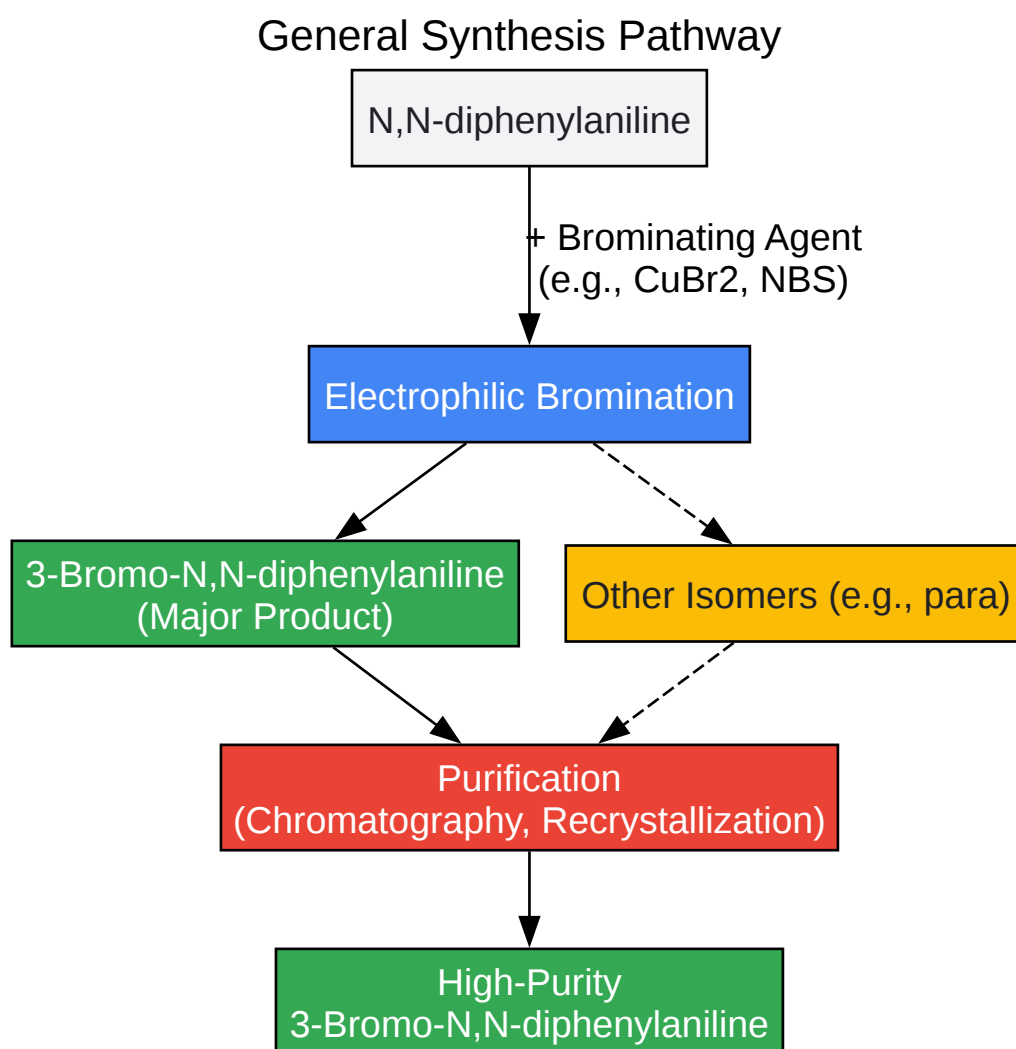 General Synthesis Pathway
N,N-diphenylaniline
+ Brominating Agent
(e.g., CuBr2, NBS)
Electrophilic Bromination
3-Bromo-N,N-diphenylaniline
(Major Product)
Other Isomers (e.g., para)
Purification
(Chromatography, Recrystallization)
High-Purity
3-Bromo-N,N-diphenylaniline